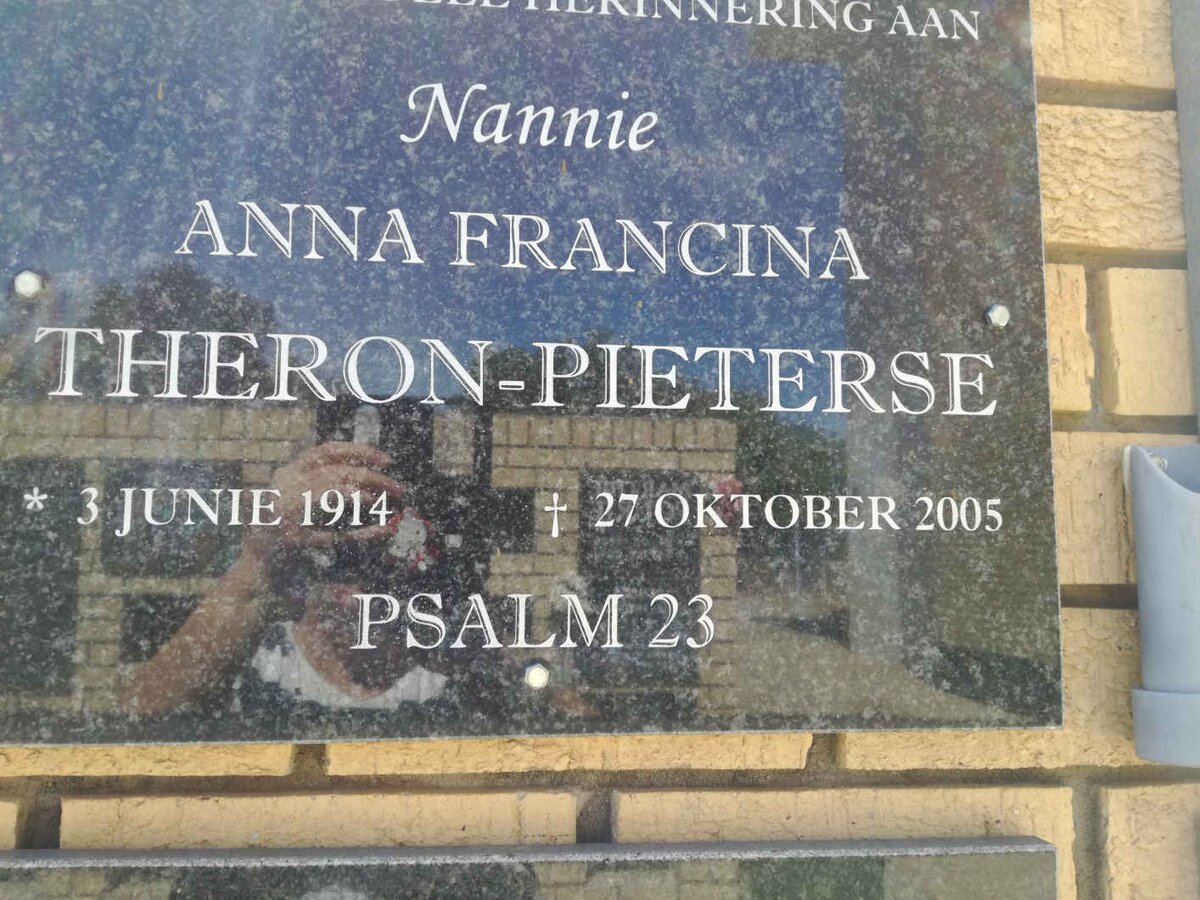 HERINNERING AAN
Nannie
ANNA FRANCINA
THERON-PIETERSE
* 3 JUNIE 1914 † 27 OKTOBER 2005
PSALM 23